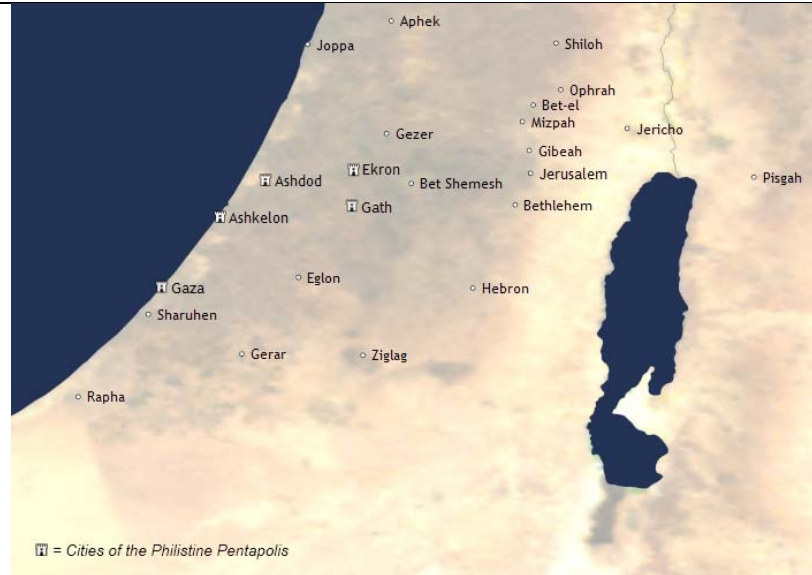 Aphek
Joppa
Shiloh
Ophrah
Bet-el
Mizpah
Jericho
Gezer
Gibeah
Ekron
Jerusalem
Pisgah
Ashdod
Bet Shemesh
Gath
Bethlehem
Ashkelon
Eglon
Gaza
Hebron
Sharuhen
Gerar
Ziglag
Rapha
= Cities of the Philistine Pentapolis